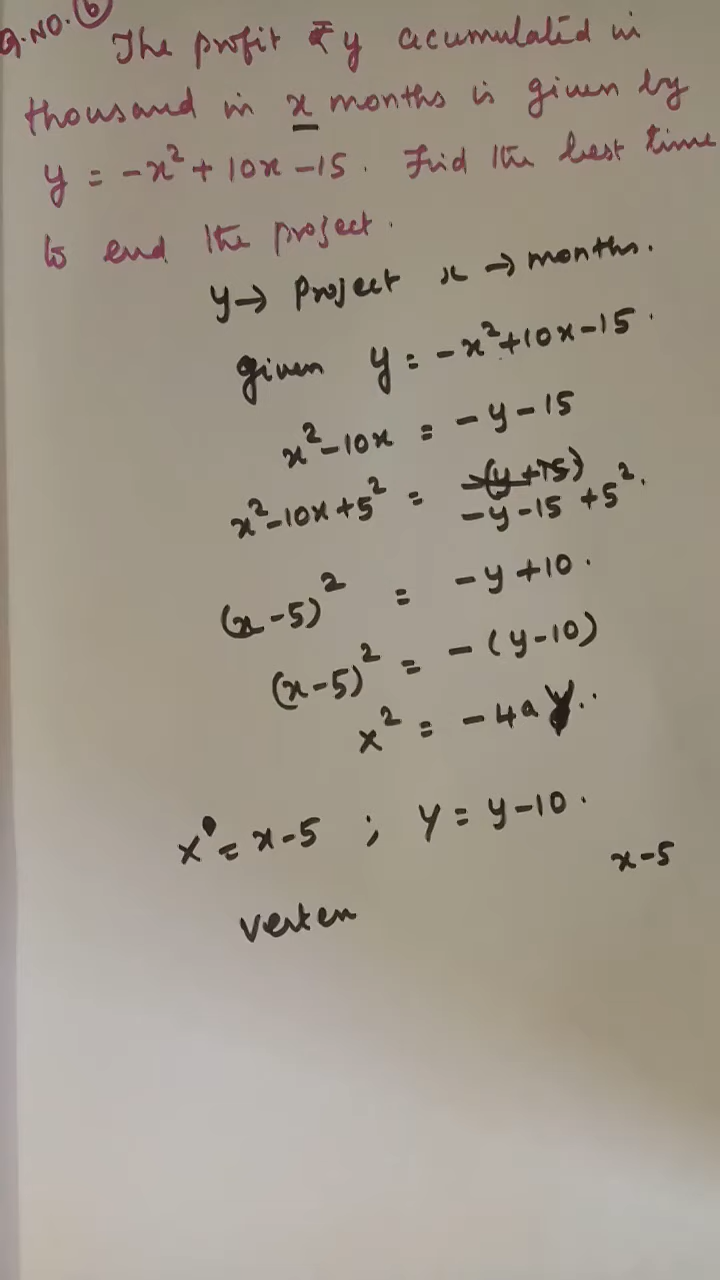 Q.NO. 6 The profit ₹ y acumulated in
thousand in x months is given by
y = -x² + 10x - 15. Find the best time
to end the project.
y → Project x → months.
given y = -x² + 10x - 15.
x² - 10x = -y - 15
-(y+15)
x² - 10x + 5² = -y - 15 + 5².
(x - 5)² = -y + 10.
(x - 5)² = -(y - 10)
x² = -4a Y..
X = x - 5 ; Y = y - 10.
x - 5
Vertex